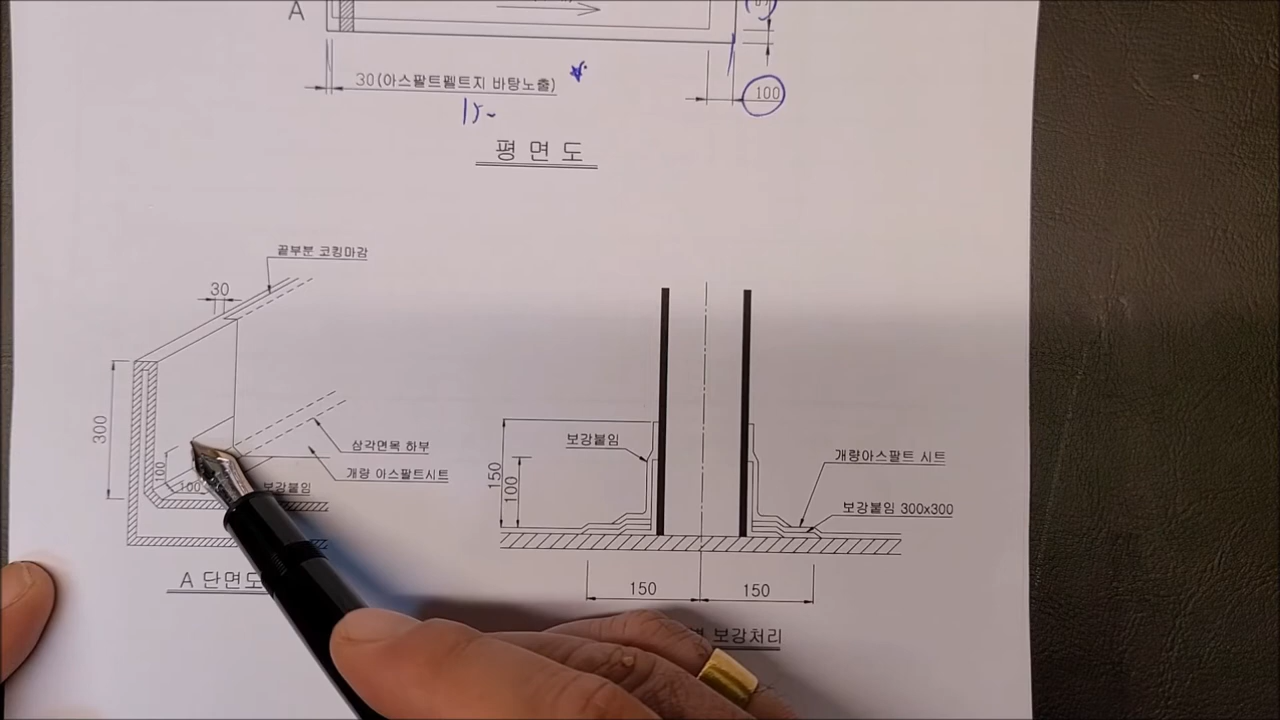 A
30(아스팔트펠트지 바탕노출)
100
평 면 도
끝부분 코킹마감
30
300
삼각면목 하부
개량 아스팔트시트
100
100
보강붙임
A 단면도
보강붙임
150
100
개량아스팔트 시트
보강붙임 300x300
150
150
보강처리